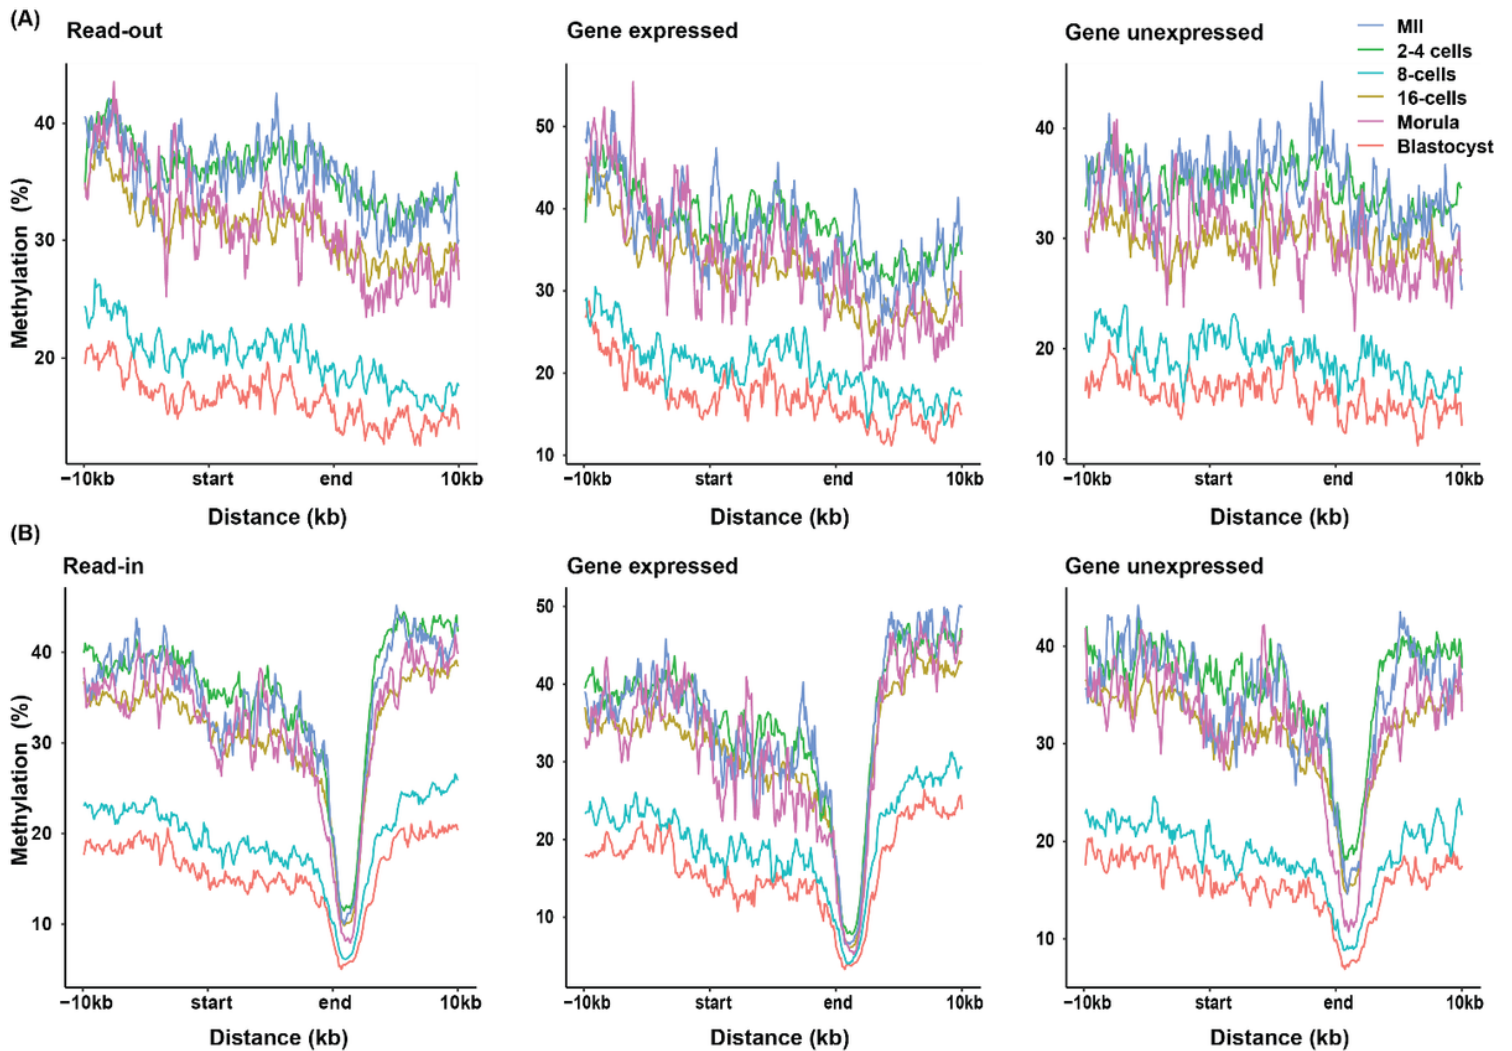 (A)
Read-out
Gene expressed
Gene unexpressed
MII
2-4 cells
8-cells
16-cells
Morula
Blastocyst
Methylation (%)
40
30
20
−10kb start end 10kb
Distance (kb)
50
40
30
20
10
−10kb start end 10kb
Distance (kb)
40
30
20
10
−10kb start end 10kb
Distance (kb)
(B)
Read-in
Gene expressed
Gene unexpressed
Methylation (%)
40
30
20
10
−10kb start end 10kb
Distance (kb)
50
40
30
20
10
−10kb start end 10kb
Distance (kb)
40
30
20
10
−10kb start end 10kb
Distance (kb)